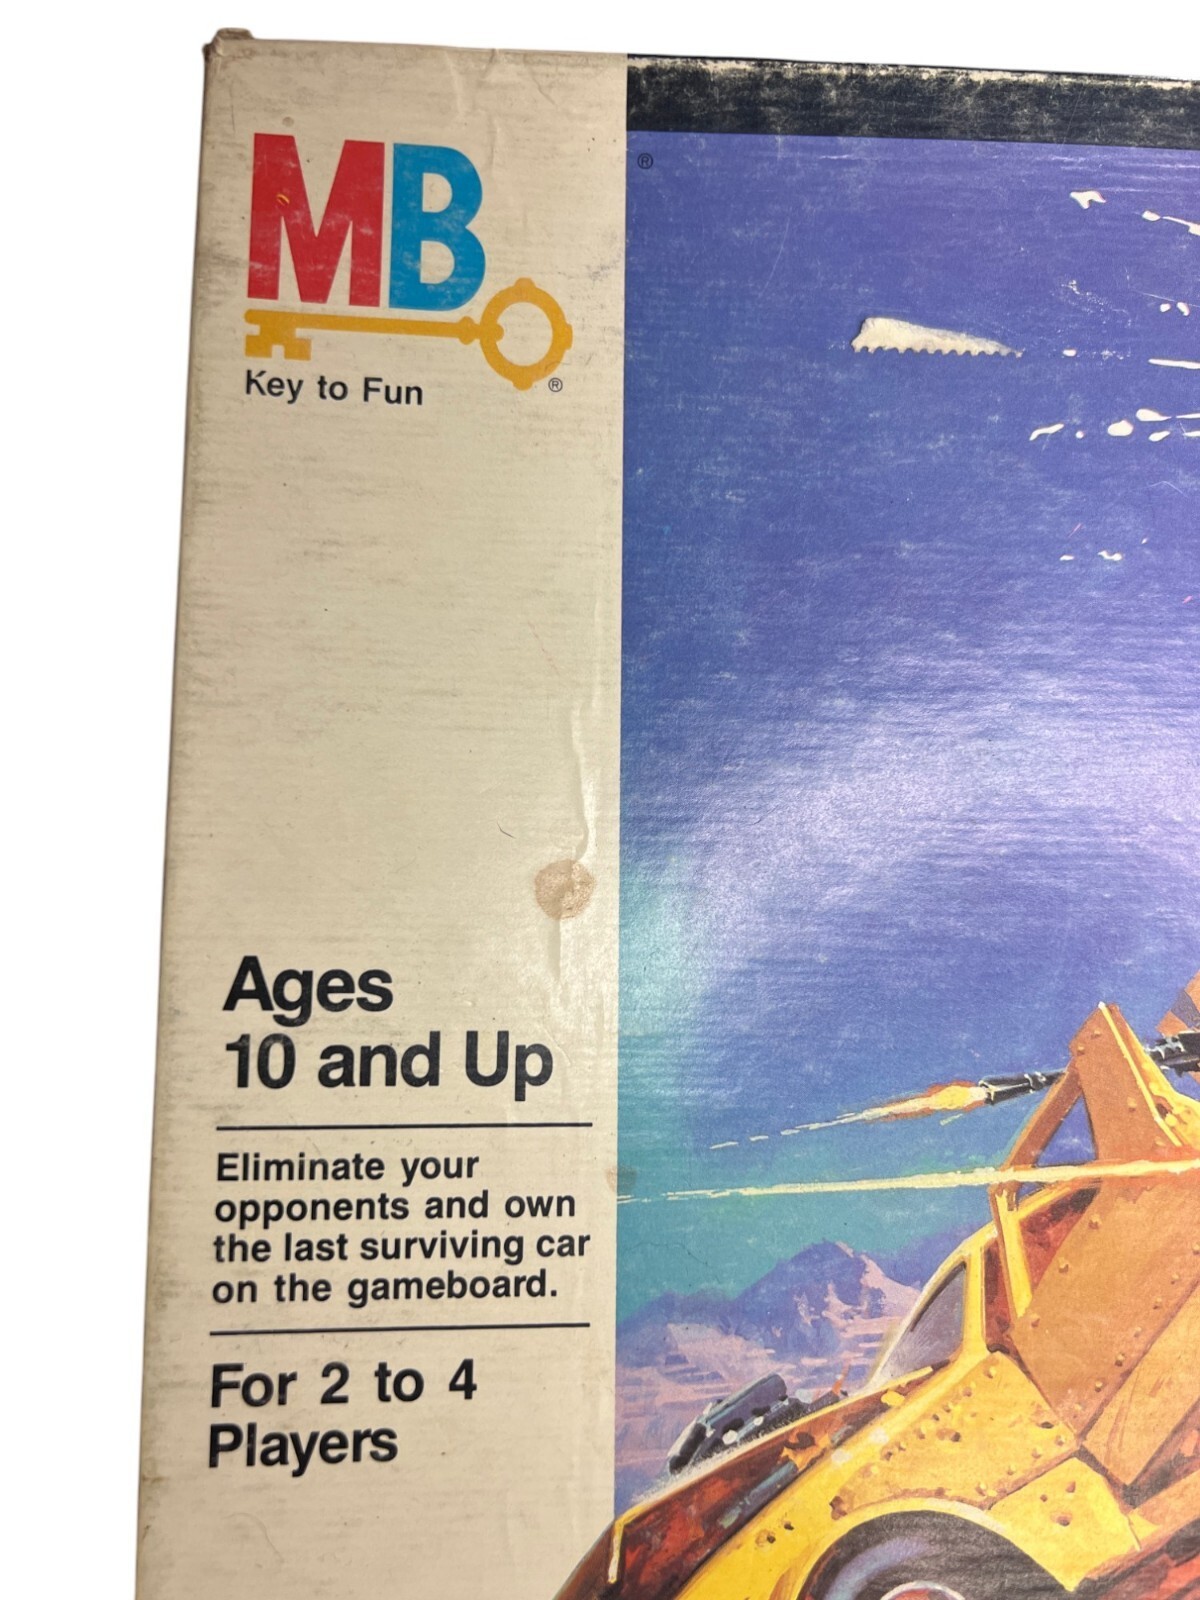 MB
Key to Fun ®
®
Ages
10 and Up
Eliminate your
opponents and own
the last surviving car
on the gameboard.
For 2 to 4
Players